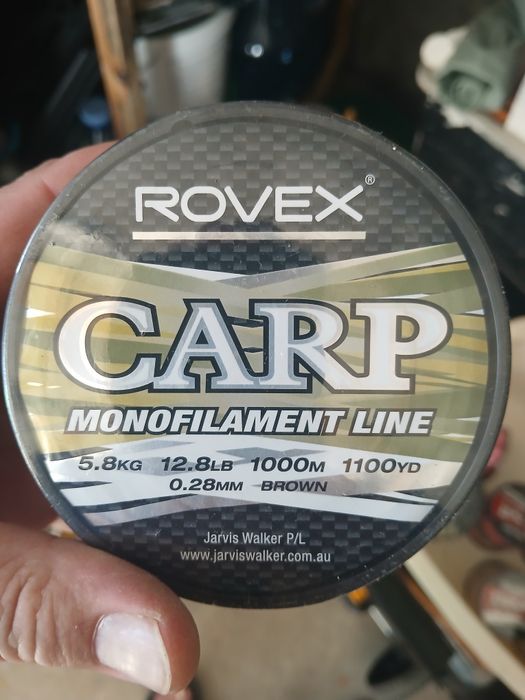 ROVEX®
CARP
MONOFILAMENT LINE
5.8KG 12.8LB 1000M 1100YD
0.28MM BROWN
Jarvis Walker P/L
www.jarviswalker.com.au